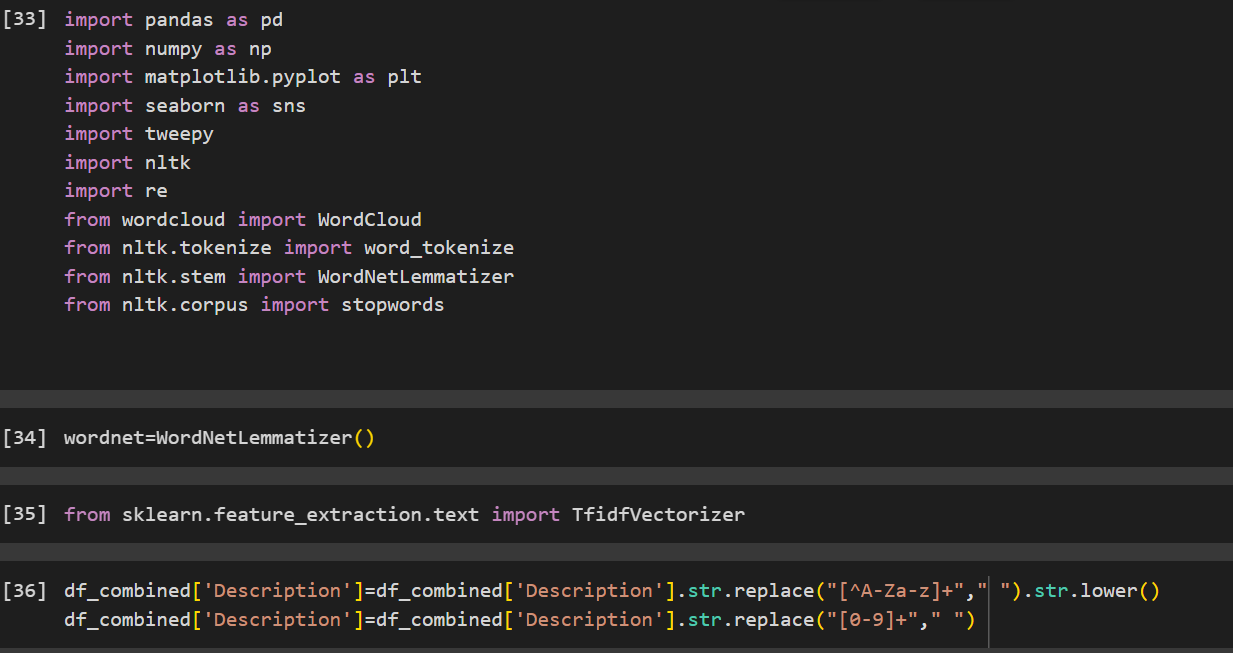 [33] import pandas as pd
import numpy as np
import matplotlib.pyplot as plt
import seaborn as sns
import tweepy
import nltk
import re
from wordcloud import WordCloud
from nltk.tokenize import word_tokenize
from nltk.stem import WordNetLemmatizer
from nltk.corpus import stopwords
[34] wordnet=WordNetLemmatizer()
[35] from sklearn.feature_extraction.text import TfidfVectorizer
[36] df_combined['Description']=df_combined['Description'].str.replace("[^A-Za-z]+"," ").str.lower()
df_combined['Description']=df_combined['Description'].str.replace("[0-9]+"," ")